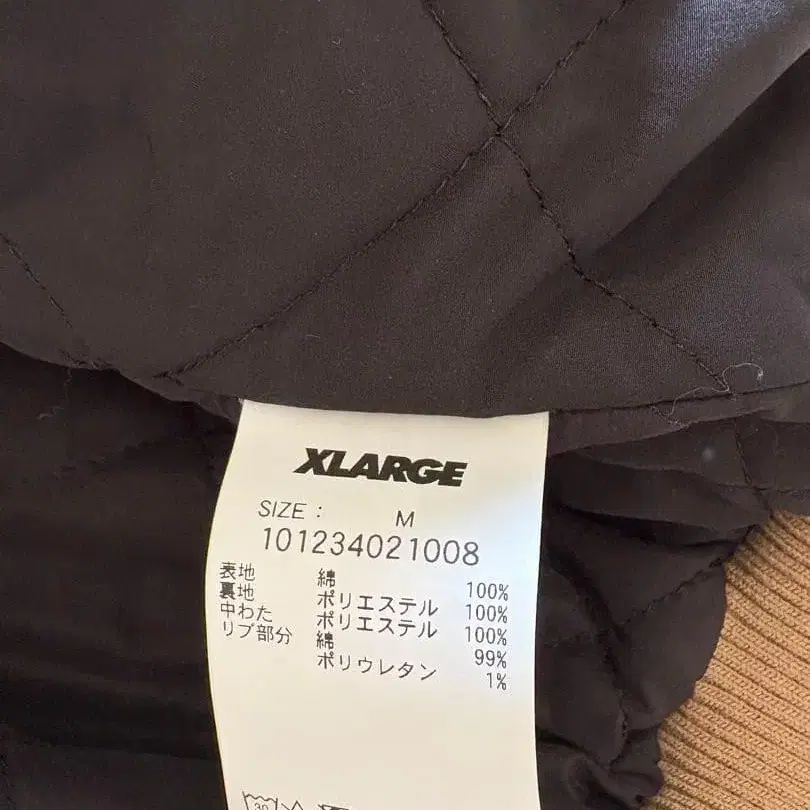 XLARGE
SIZE : M
101234021008
表地 綿 100%
裏地 ポリエステル 100%
中わた ポリエステル 100%
リブ部分 綿 99%
ポリウレタン 1%
30